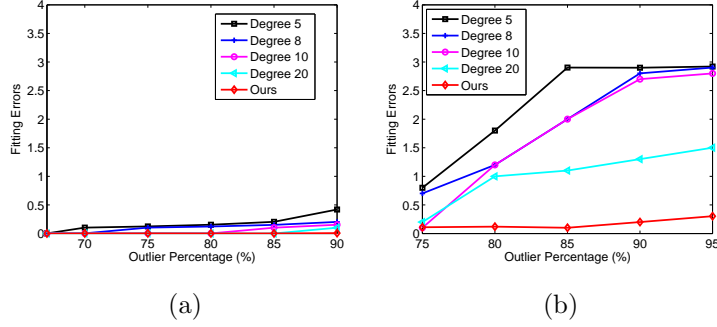 4
3.5
3
2.5
2
1.5
1
0.5
0
Fitting Errors
70 75 80 85 90
Outlier Percentage (%)
Degree 5
Degree 8
Degree 10
Degree 20
Ours
(a)
4
3.5
3
2.5
2
1.5
1
0.5
0
Fitting Errors
75 80 85 90 95
Outlier Percentage (%)
Degree 5
Degree 8
Degree 10
Degree 20
Ours
(b)